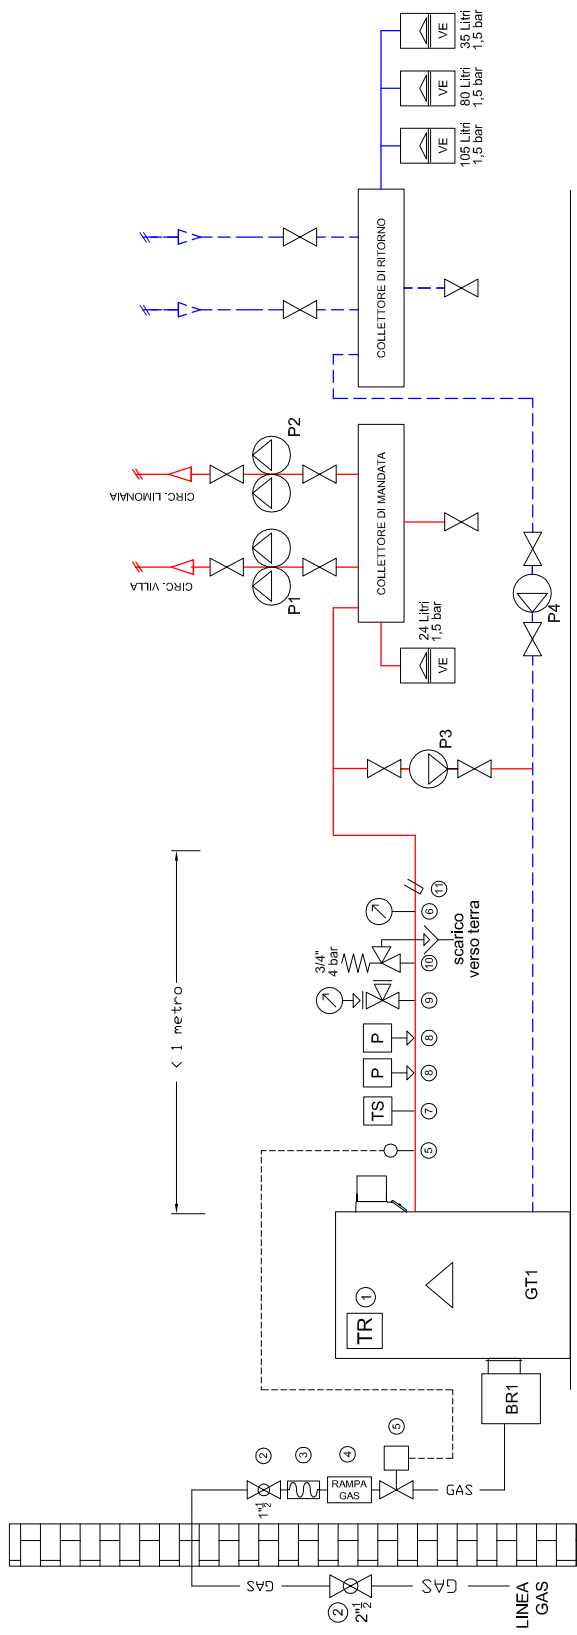 LINEA
GAS
GAS
2
2"1/2
GAS
1"1/2
2
3
RAMPA
GAS
4
5
GAS
BR1
TR
1
GT1
< 1 metro
5
TS
7
P
8
P
8
9
3/4"
4 bar
10
scarico
verso terra
6
11
P3
P4
VE
24 Litri
1,5 bar
COLLETTORE DI MANDATA
CIRC. VILLA
P1
CIRC. LIMONAIA
P2
COLLETTORE DI RITORNO
VE
105 Litri
1,5 bar
VE
80 Litri
1,5 bar
VE
35 Litri
1,5 bar